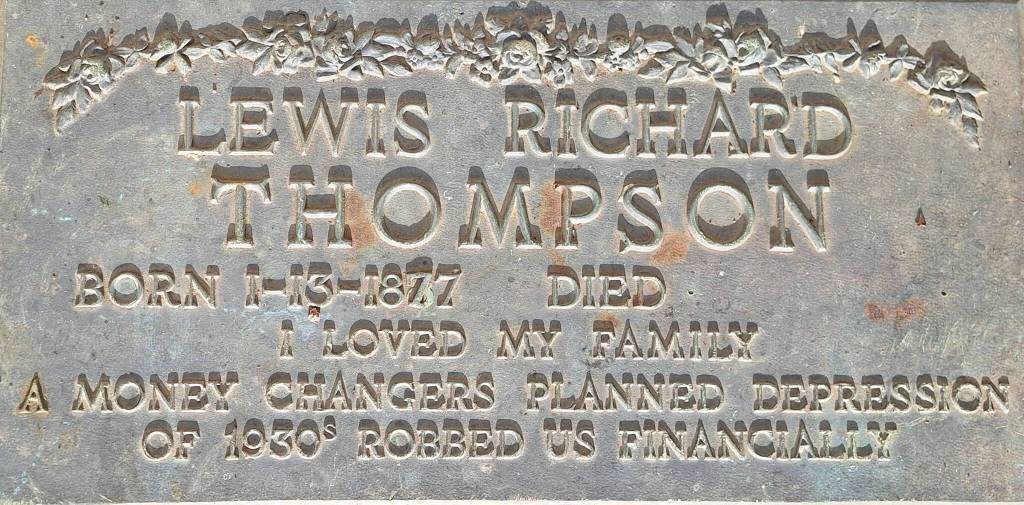 LEWIS RICHARD
THOMPSON
BORN 1-13-1877 DIED
I LOVED MY FAMILY
A MONEY CHANGERS PLANNED DEPRESSION
OF 1930S ROBBED US FINANCIALLY